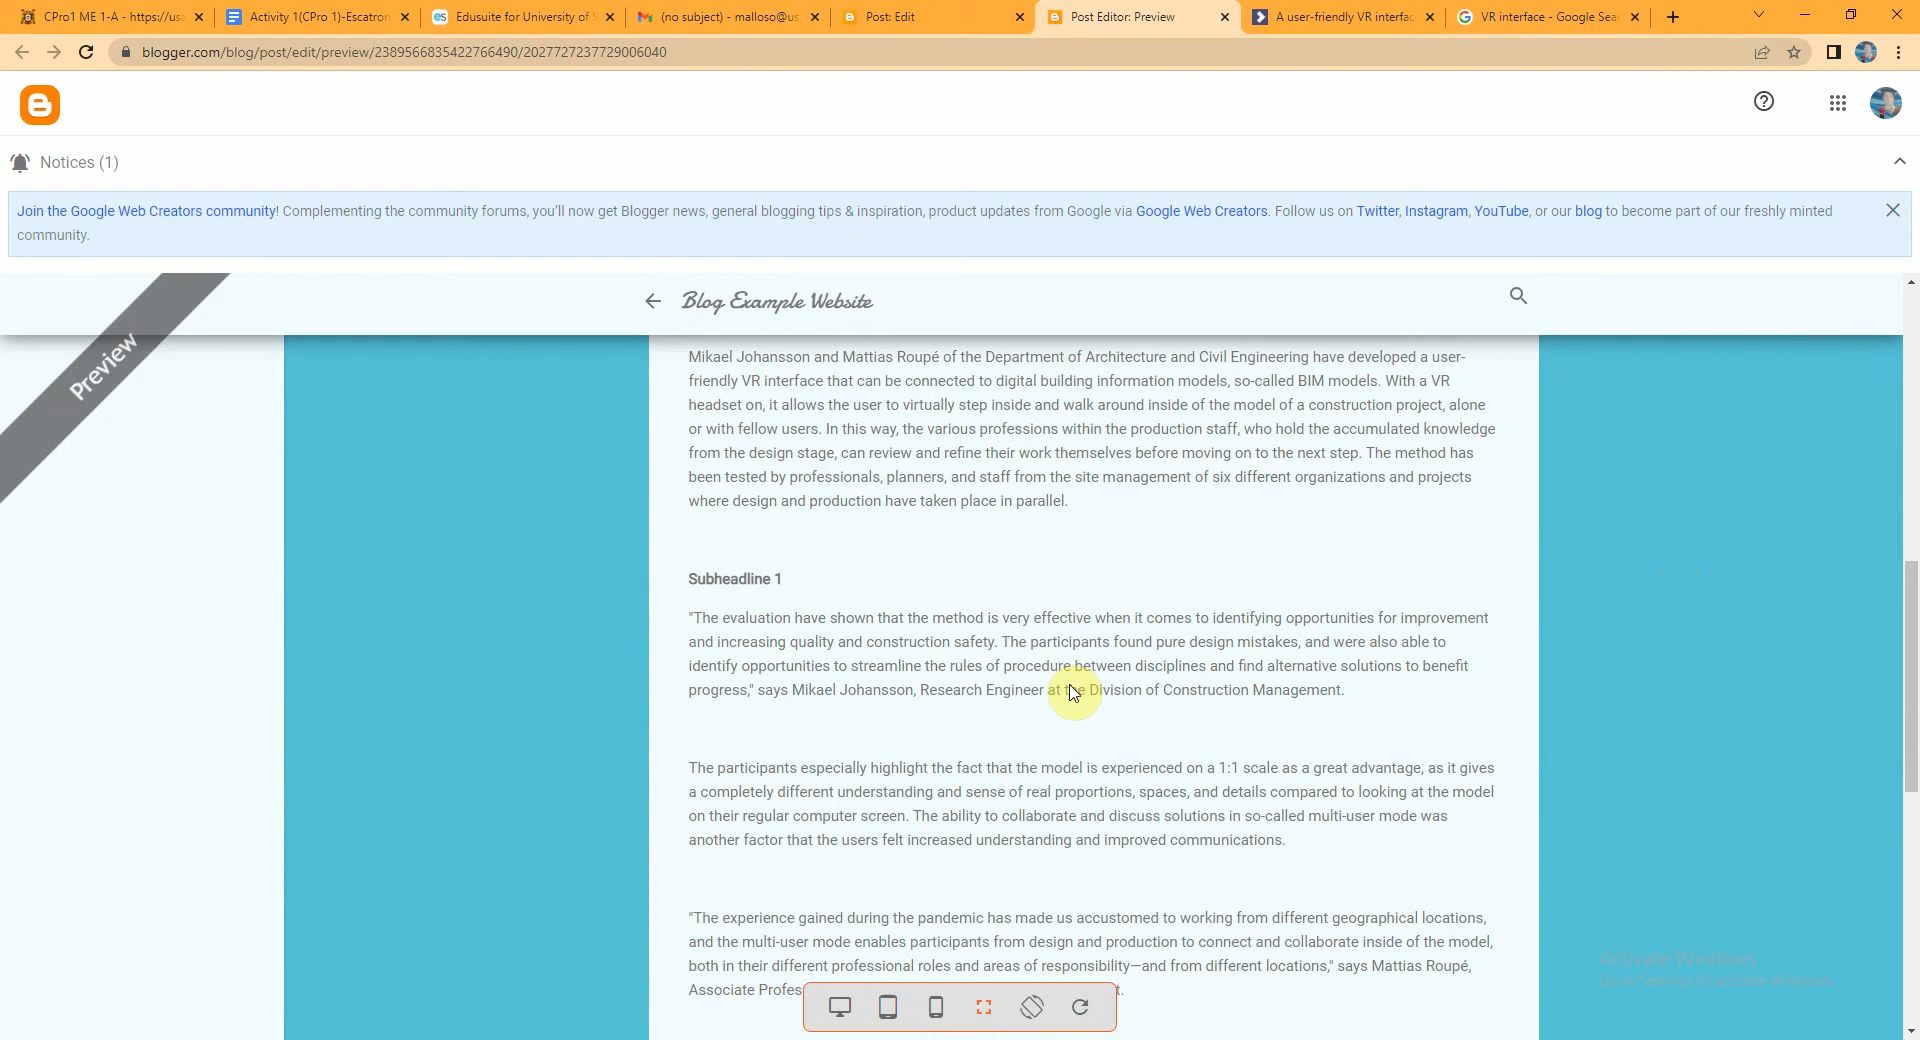 CPro1 ME 1-A - https://usa
Activity 1(CPro 1)-Escatron
Edusuite for University of S
(no subject) - malloso@us
Post: Edit
Post Editor: Preview
A user-friendly VR interfac
VR interface - Google Sear
blogger.com/blog/post/edit/preview/2389566835422766490/2027727237729006040
Notices (1)
Join the Google Web Creators community! Complementing the community forums, you'll now get Blogger news, general blogging tips & inspiration, product updates from Google via Google Web Creators. Follow us on Twitter, Instagram, YouTube, or our blog to become part of our freshly minted
community.
Preview
Blog Example Website
Mikael Johansson and Mattias Roupé of the Department of Architecture and Civil Engineering have developed a user-
friendly VR interface that can be connected to digital building information models, so-called BIM models. With a VR
headset on, it allows the user to virtually step inside and walk around inside of the model of a construction project, alone
or with fellow users. In this way, the various professions within the production staff, who hold the accumulated knowledge
from the design stage, can review and refine their work themselves before moving on to the next step. The method has
been tested by professionals, planners, and staff from the site management of six different organizations and projects
where design and production have taken place in parallel.
Subheadline 1
"The evaluation have shown that the method is very effective when it comes to identifying opportunities for improvement
and increasing quality and construction safety. The participants found pure design mistakes, and were also able to
identify opportunities to streamline the rules of procedure between disciplines and find alternative solutions to benefit
progress," says Mikael Johansson, Research Engineer at the Division of Construction Management.
The participants especially highlight the fact that the model is experienced on a 1:1 scale as a great advantage, as it gives
a completely different understanding and sense of real proportions, spaces, and details compared to looking at the model
on their regular computer screen. The ability to collaborate and discuss solutions in so-called multi-user mode was
another factor that the users felt increased understanding and improved communications.
"The experience gained during the pandemic has made us accustomed to working from different geographical locations,
and the multi-user mode enables participants from design and production to connect and collaborate inside of the model,
both in their different professional roles and areas of responsibility—and from different locations," says Mattias Roupé,
Associate Profes t.
Activate Windows
Go to Settings to activate Windows.